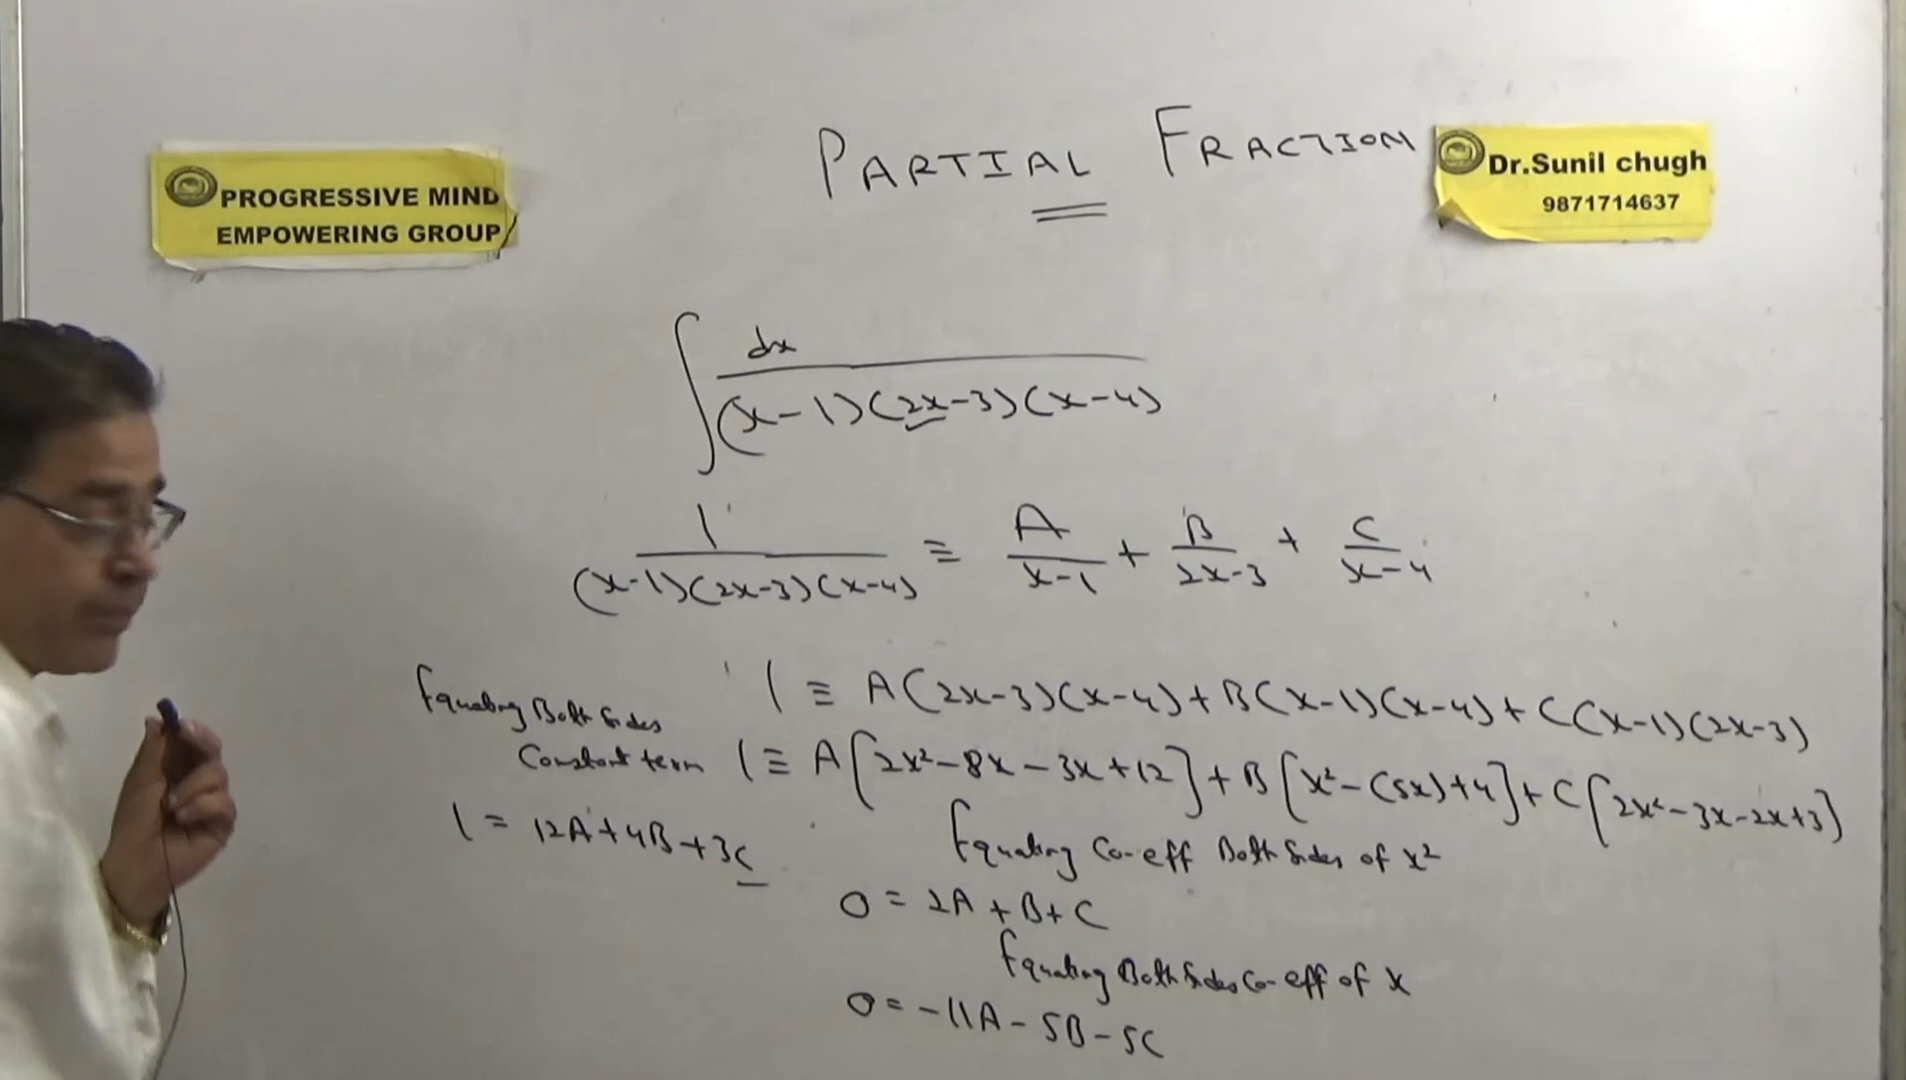 PARTIAL FRACTION
PROGRESSIVE MIND
EMPOWERING GROUP
Dr.Sunil chugh
9871714637
∫ dx / (x-1)(2x-3)(x-4)
1 / (x-1)(2x-3)(x-4) ≡ A / x-1 + B / 2x-3 + C / x-4
1 ≡ A(2x-3)(x-4) + B(x-1)(x-4) + C(x-1)(2x-3)
Equating Both Sides
Constant term
1 ≡ A[2x²-8x-3x+12] + B[x²-(5x)+4] + C[2x²-3x-2x+3]
1 = 12A+4B+3C
Equating Co-eff Both Sides of x²
0 = 2A + B + C
Equating Both Sides Co-eff of x
0 = -11A - 5B - 5C